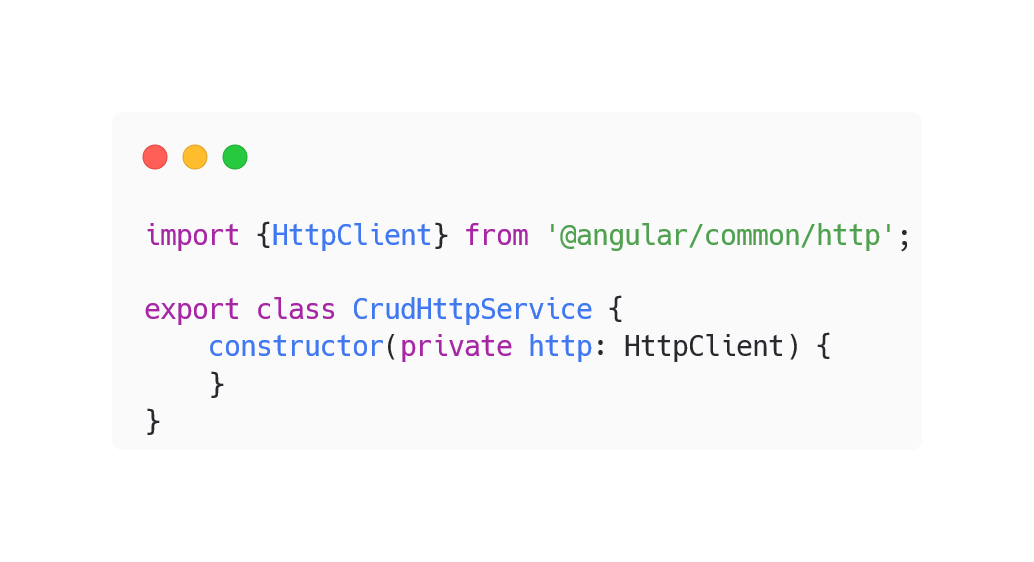 import {HttpClient} from '@angular/common/http';
export class CrudHttpService {
    constructor(private http: HttpClient) {
    }
}